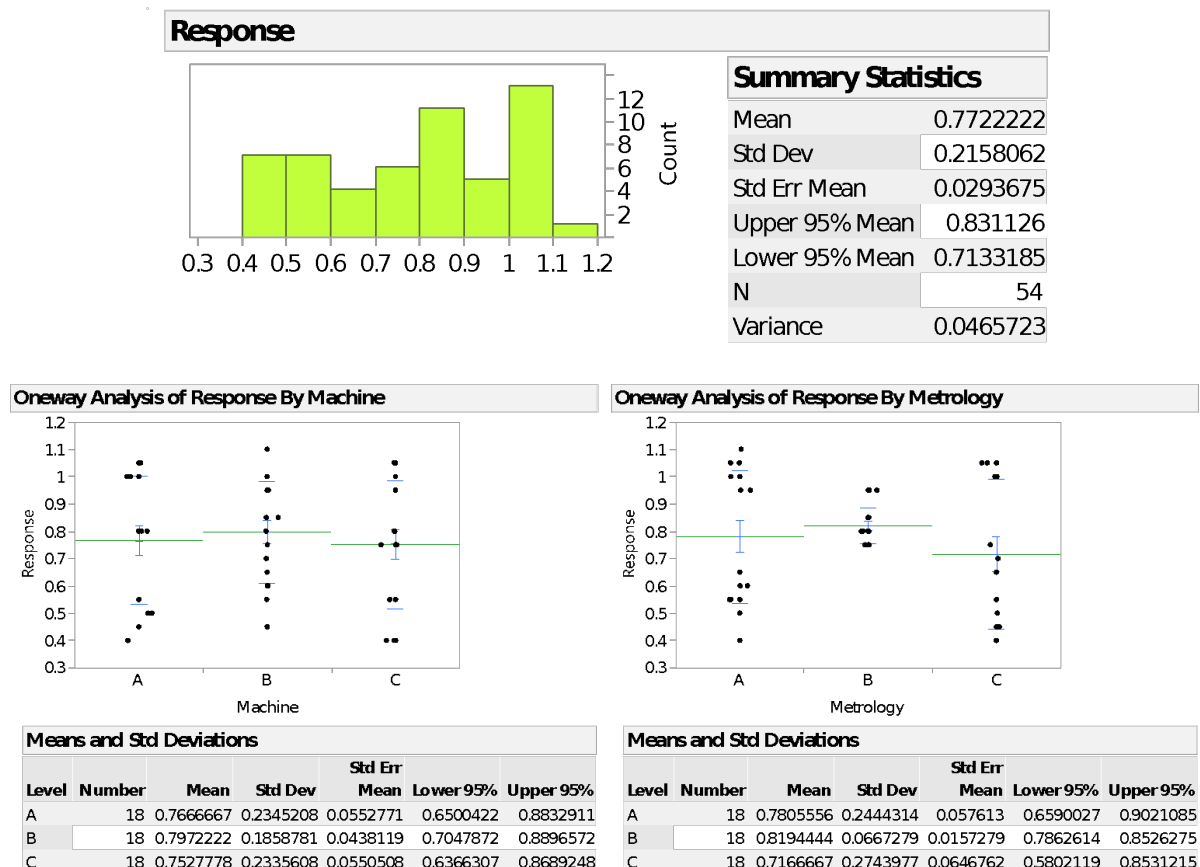 Response
12
10
8
6
4
2
Count
0.3 0.4 0.5 0.6 0.7 0.8 0.9 1 1.1 1.2
Summary Statistics
Mean 0.7722222
Std Dev 0.2158062
Std Err Mean 0.0293675
Upper 95% Mean 0.831126
Lower 95% Mean 0.7133185
N 54
Variance 0.0465723
Oneway Analysis of Response By Machine
1.2
1.1
1
0.9
0.8
0.7
0.6
0.5
0.4
0.3
Response
A B C
Machine
Means and Std Deviations
Level Number Mean Std Dev Std Err Mean Lower 95% Upper 95%
A 18 0.7666667 0.2345208 0.0552771 0.6500422 0.8832911
B 18 0.7972222 0.1858781 0.0438119 0.7047872 0.8896572
C 18 0.7527778 0.2335608 0.0550508 0.6366307 0.8689248
Oneway Analysis of Response By Metrology
1.2
1.1
1
0.9
0.8
0.7
0.6
0.5
0.4
0.3
Response
A B C
Metrology
Means and Std Deviations
Level Number Mean Std Dev Std Err Mean Lower 95% Upper 95%
A 18 0.7805556 0.2444314 0.057613 0.6590027 0.9021085
B 18 0.8194444 0.0667279 0.0157279 0.7862614 0.8526275
C 18 0.7166667 0.2743977 0.0646762 0.5802119 0.8531215